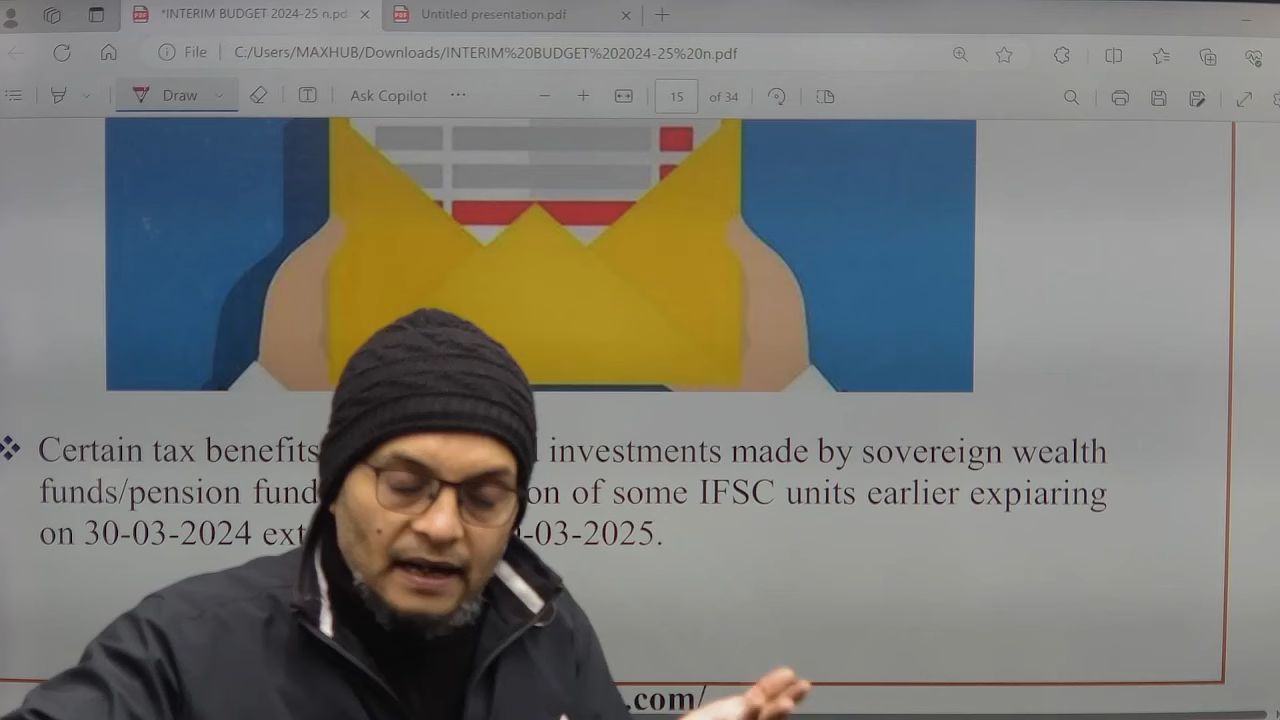 *INTERIM BUDGET 2024-25 n.pd
Untitled presentation.pdf
File
C:/Users/MAXHUB/Downloads/INTERIM%20BUDGET%202024-25%20n.pdf
Draw
Ask Copilot
15
of 34
Certain tax benefits investments made by sovereign wealth
funds/pension fund of some IFSC units earlier expiaring
on 30-03-2024 -03-2025.
.com/